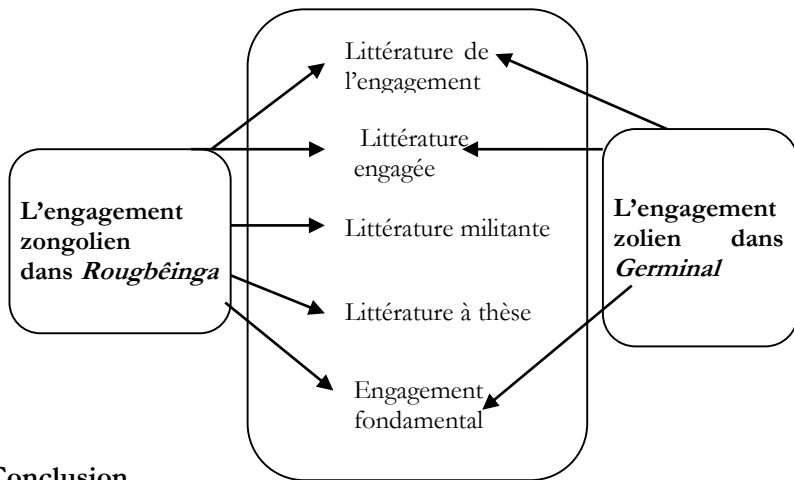 Littérature de
l’engagement
Littérature
engagée
L’engagement
zongolien
dans Rougbêinga
Littérature militante
L’engagement
zolien dans
Germinal
Littérature à thèse
Engagement
fondamental
Conclusion